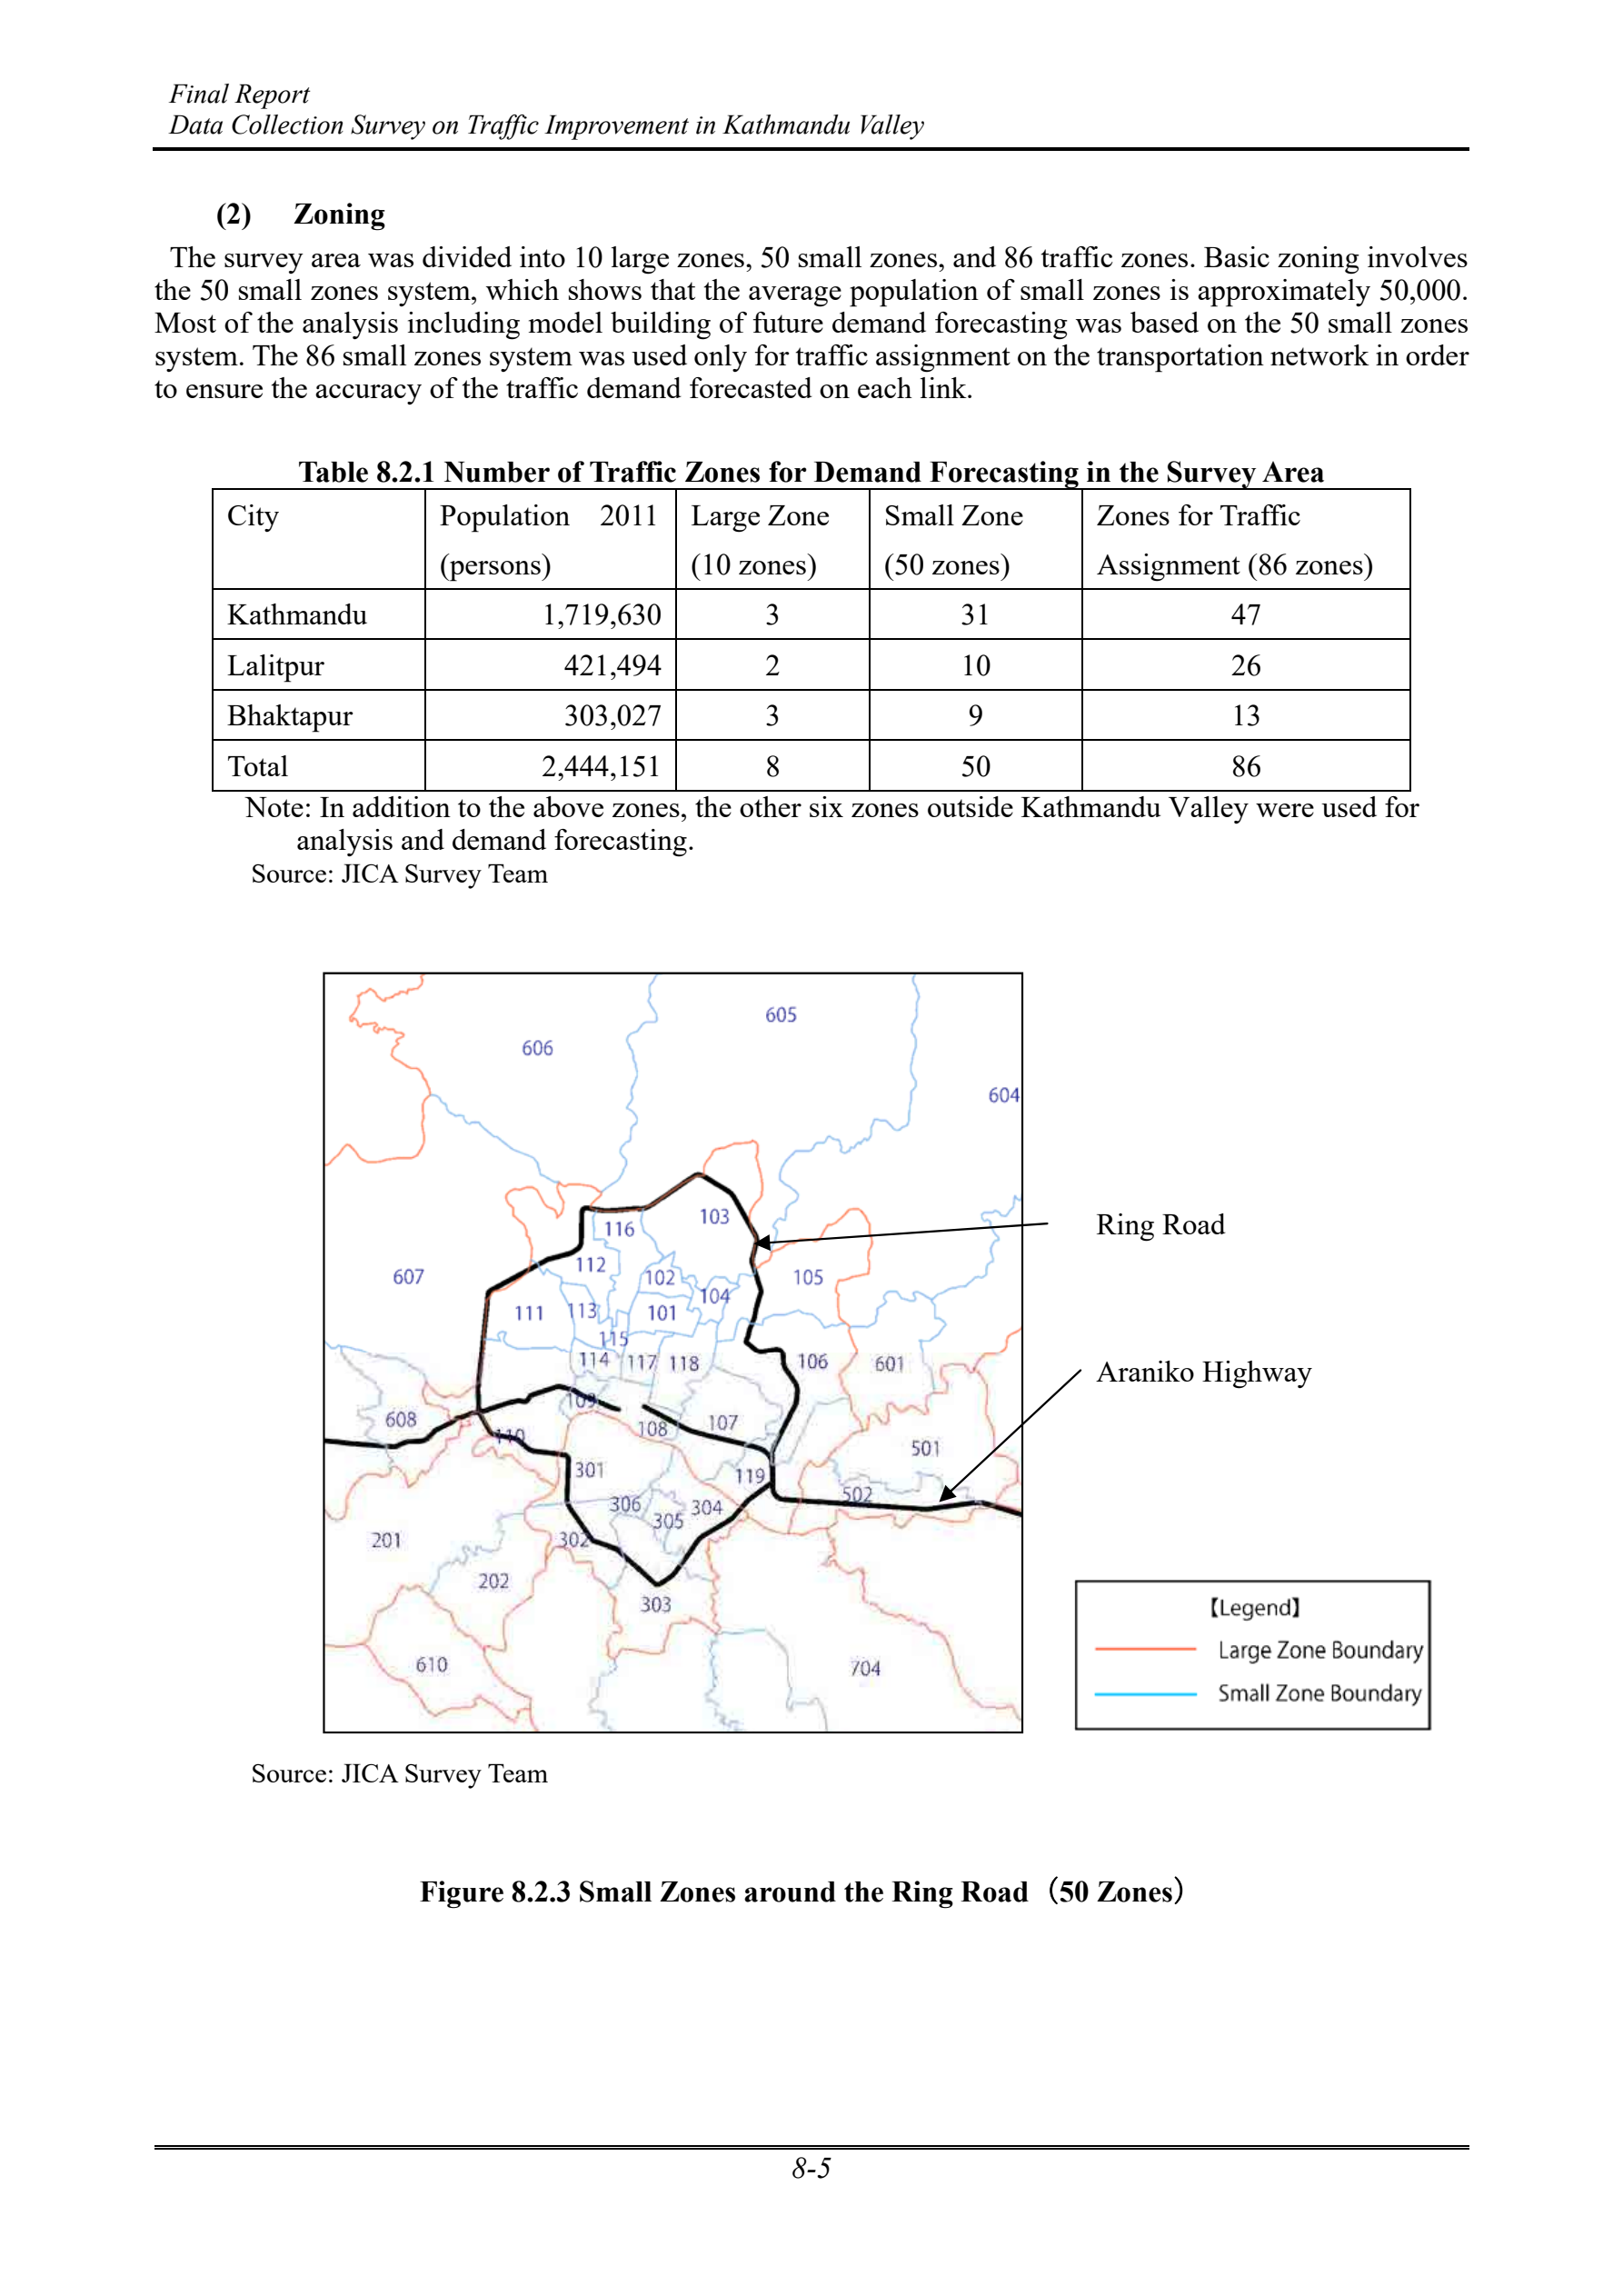 Final Report
Data Collection Survey on Traffic Improvement in Kathmandu Valley
(2) Zoning
The survey area was divided into 10 large zones, 50 small zones, and 86 traffic zones. Basic zoning involves
the 50 small zones system, which shows that the average population of small zones is approximately 50,000.
Most of the analysis including model building of future demand forecasting was based on the 50 small zones
system. The 86 small zones system was used only for traffic assignment on the transportation network in order
to ensure the accuracy of the traffic demand forecasted on each link.
Table 8.2.1 Number of Traffic Zones for Demand Forecasting in the Survey Area
City Population 2011 Large Zone Small Zone Zones for Traffic
(persons) (10 zones) (50 zones) Assignment (86 zones)
Kathmandu 1,719,630 3 31 47
Lalitpur 421,494 2 10 26
Bhaktapur 303,027 3 9 13
Total 2,444,151 8 50 86
Note: In addition to the above zones, the other six zones outside Kathmandu Valley were used for
analysis and demand forecasting.
Source: JICA Survey Team
605
606
604
103
116
Ring Road
112
102
105
607
104
111 113 101
115
114 117 118 106 601
Araniko Highway
109
608
108 107
110
501
301
119
502
306 304
305
201
302
202
303
610
704
【Legend】
Large Zone Boundary
Small Zone Boundary
Source: JICA Survey Team
Figure 8.2.3 Small Zones around the Ring Road（50 Zones）
8-5